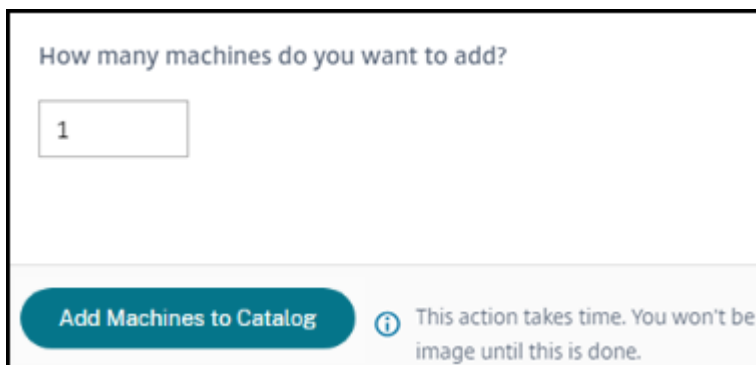 How many machines do you want to add?
1
Add Machines to Catalog
This action takes time. You won't be
image until this is done.